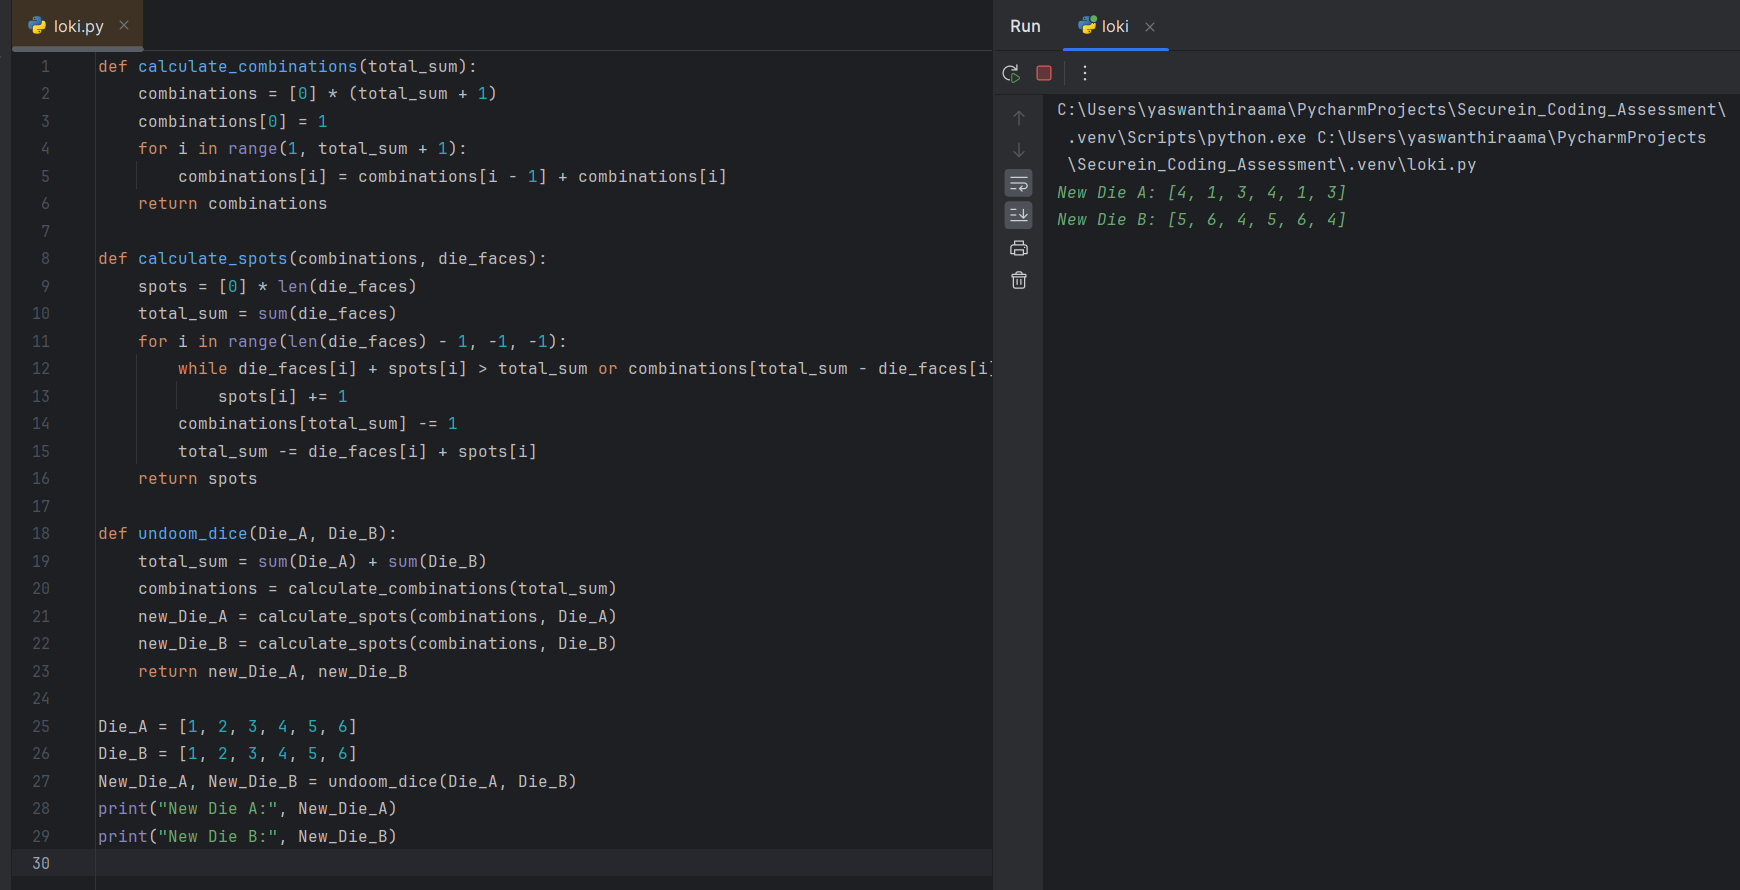 loki.py
1 def calculate_combinations(total_sum):
2     combinations = [0] * (total_sum + 1)
3     combinations[0] = 1
4     for i in range(1, total_sum + 1):
5         combinations[i] = combinations[i - 1] + combinations[i]
6     return combinations
7
8 def calculate_spots(combinations, die_faces):
9     spots = [0] * len(die_faces)
10     total_sum = sum(die_faces)
11     for i in range(len(die_faces) - 1, -1, -1):
12         while die_faces[i] + spots[i] > total_sum or combinations[total_sum - die_faces[i]
13             spots[i] += 1
14         combinations[total_sum] -= 1
15         total_sum -= die_faces[i] + spots[i]
16     return spots
17
18 def undoom_dice(Die_A, Die_B):
19     total_sum = sum(Die_A) + sum(Die_B)
20     combinations = calculate_combinations(total_sum)
21     new_Die_A = calculate_spots(combinations, Die_A)
22     new_Die_B = calculate_spots(combinations, Die_B)
23     return new_Die_A, new_Die_B
24
25 Die_A = [1, 2, 3, 4, 5, 6]
26 Die_B = [1, 2, 3, 4, 5, 6]
27 New_Die_A, New_Die_B = undoom_dice(Die_A, Die_B)
28 print("New Die A:", New_Die_A)
29 print("New Die B:", New_Die_B)
30
Run loki
C:\Users\yaswanthiraama\PycharmProjects\Securein_Coding_Assessment\
.venv\Scripts\python.exe C:\Users\yaswanthiraama\PycharmProjects
\Securein_Coding_Assessment\.venv\loki.py
New Die A: [4, 1, 3, 4, 1, 3]
New Die B: [5, 6, 4, 5, 6, 4]